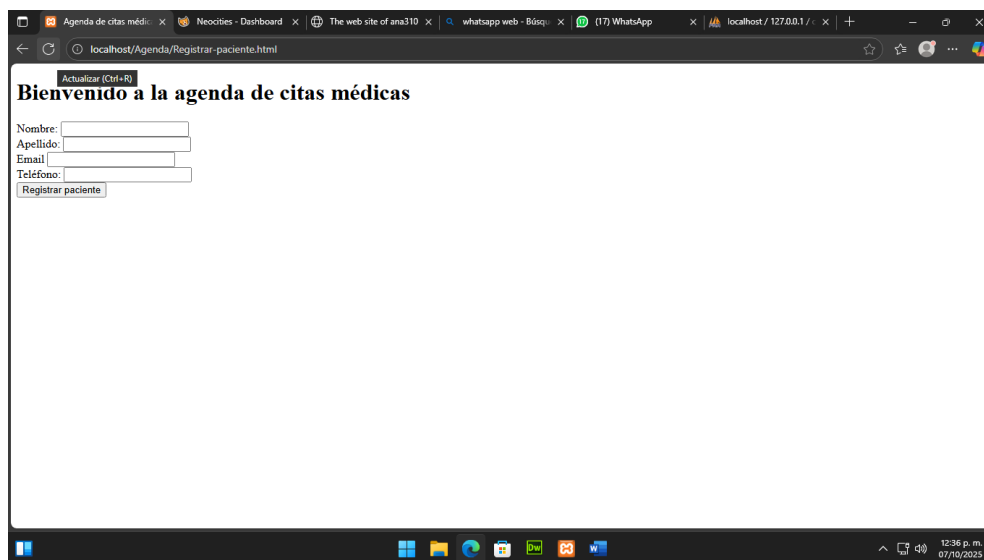 Agenda de citas médic
Neocities - Dashboard
The web site of ana310
whatsapp web - Búsqu
(17) WhatsApp
localhost / 127.0.0.1 /
localhost/Agenda/Registrar-paciente.html
Actualizar (Ctrl+R)
Bienvenido a la agenda de citas médicas
Nombre:
Apellido:
Email
Teléfono:
Registrar paciente
Dw
12:36 p. m.
07/10/2025